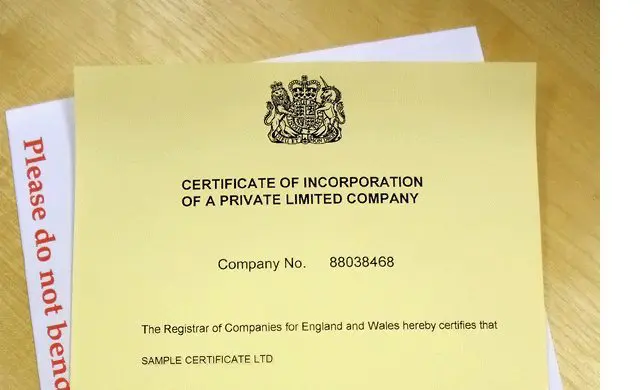 CERTIFICATE OF INCORPORATION
OF A PRIVATE LIMITED COMPANY
Company No. 88038468
The Registrar of Companies for England and Wales hereby certifies that
SAMPLE CERTIFICATE LTD
Please do not bend